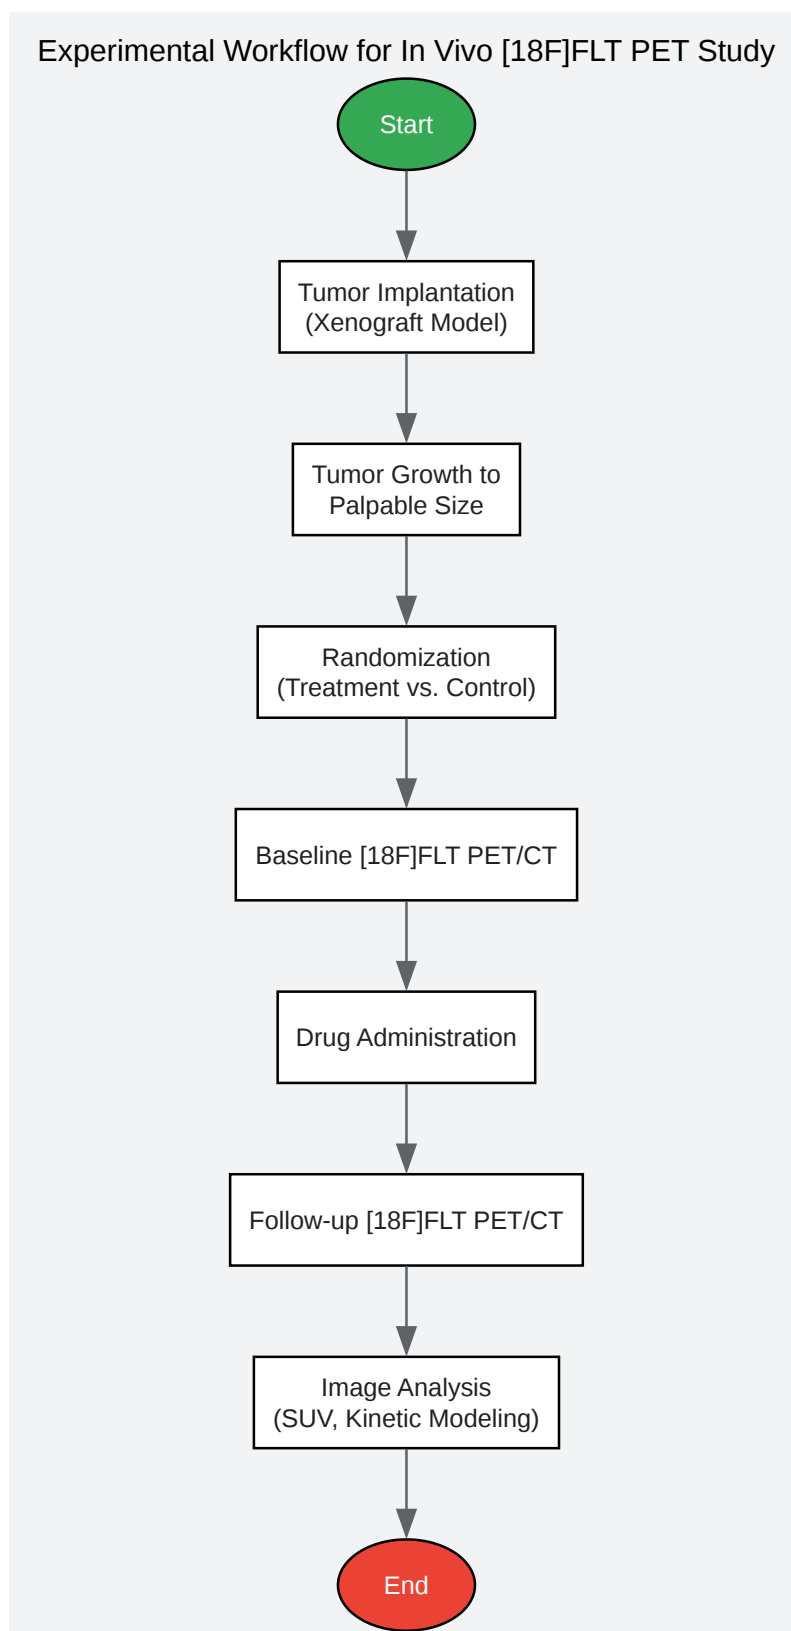 Experimental Workflow for In Vivo [18F]FLT PET Study
Start
Tumor Implantation
(Xenograft Model)
Tumor Growth to
Palpable Size
Randomization
(Treatment vs. Control)
Baseline [18F]FLT PET/CT
Drug Administration
Follow-up [18F]FLT PET/CT
Image Analysis
(SUV, Kinetic Modeling)
End